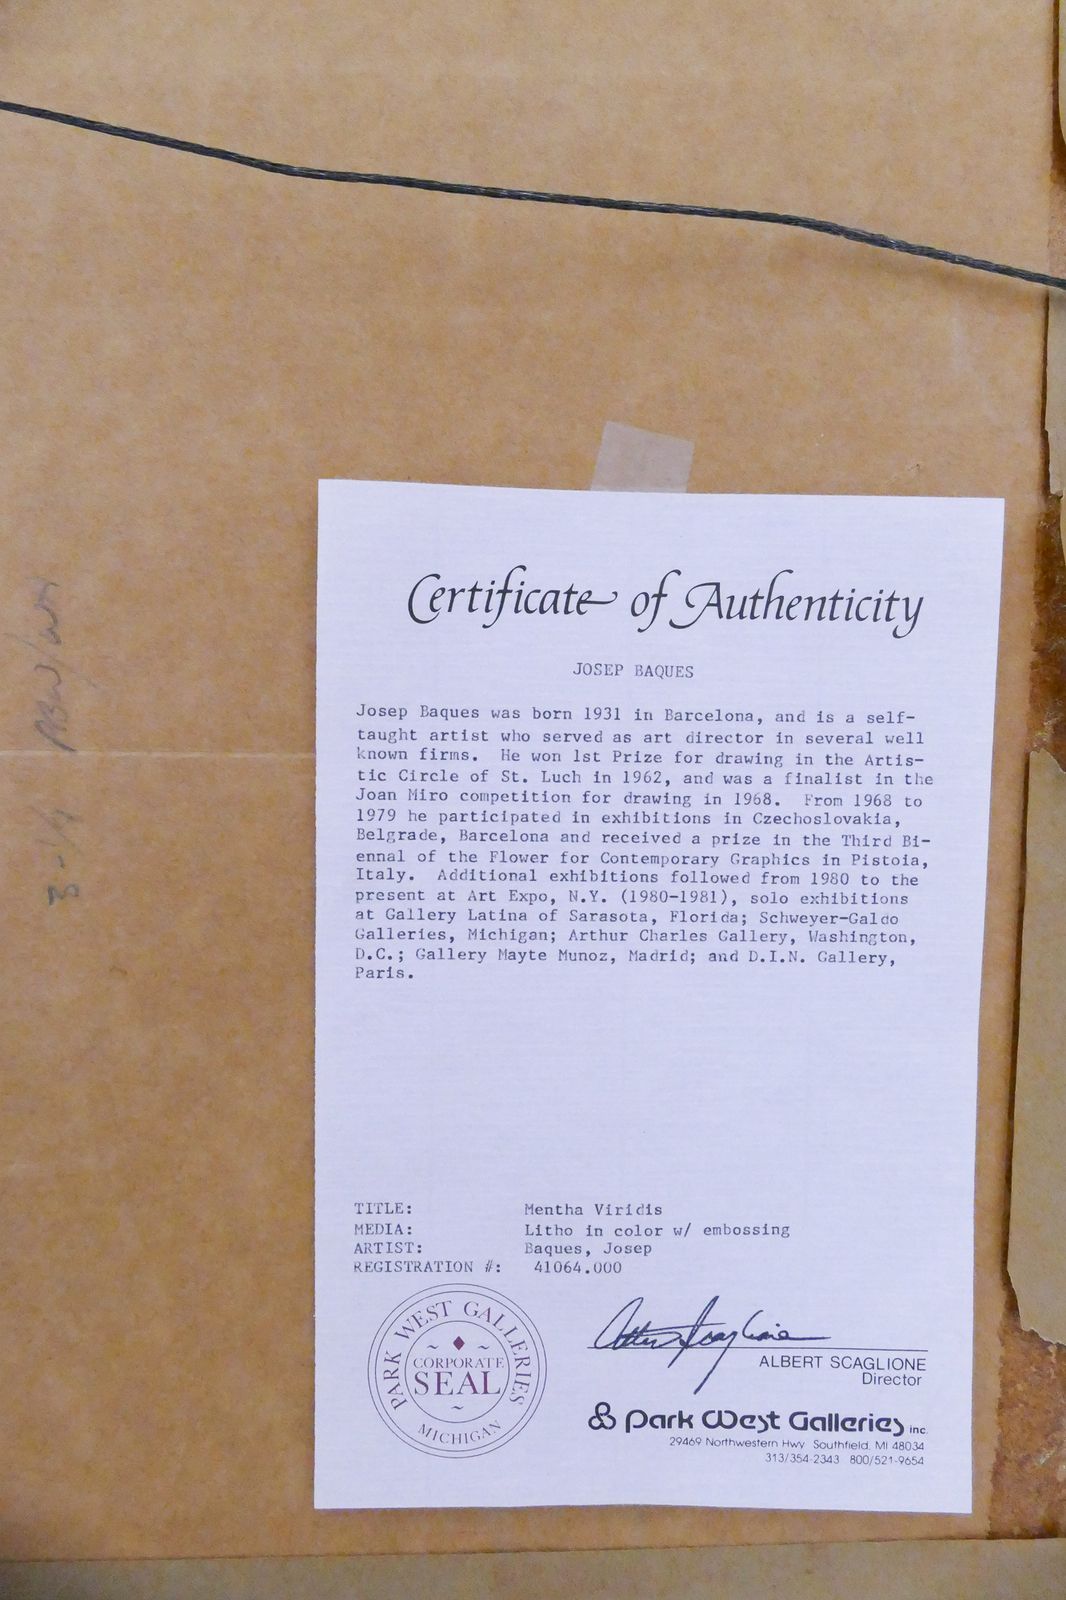 Certificate of Authenticity
JOSEP BAQUES
Josep Baques was born 1931 in Barcelona, and is a self-
taught artist who served as art director in several well
known firms. He won 1st Prize for drawing in the Artis-
tic Circle of St. Luch in 1962, and was a finalist in the
Joan Miro competition for drawing in 1968. From 1968 to
1979 he participated in exhibitions in Czechoslovakia,
Belgrade, Barcelona and received a prize in the Third Bi-
ennal of the Flower for Contemporary Graphics in Pistoia,
Italy. Additional exhibitions followed from 1980 to the
present at Art Expo, N.Y. (1980-1981), solo exhibitions
at Gallery Latina of Sarasota, Florida; Schweyer-Galdo
Galleries, Michigan; Arthur Charles Gallery, Washington,
D.C.; Gallery Mayte Munoz, Madrid; and D.I.N. Gallery,
Paris.
TITLE: Mentha Viridis
MEDIA: Litho in color w/ embossing
ARTIST: Baques, Josep
REGISTRATION #: 41064.000
PARK WEST GALLERIES
CORPORATE
SEAL
MICHIGAN
ALBERT SCAGLIONE
Director
Park West Galleries inc.
29469 Northwestern Hwy Southfield, MI 48034
313/354-2343 800/521-9654
3-1/4